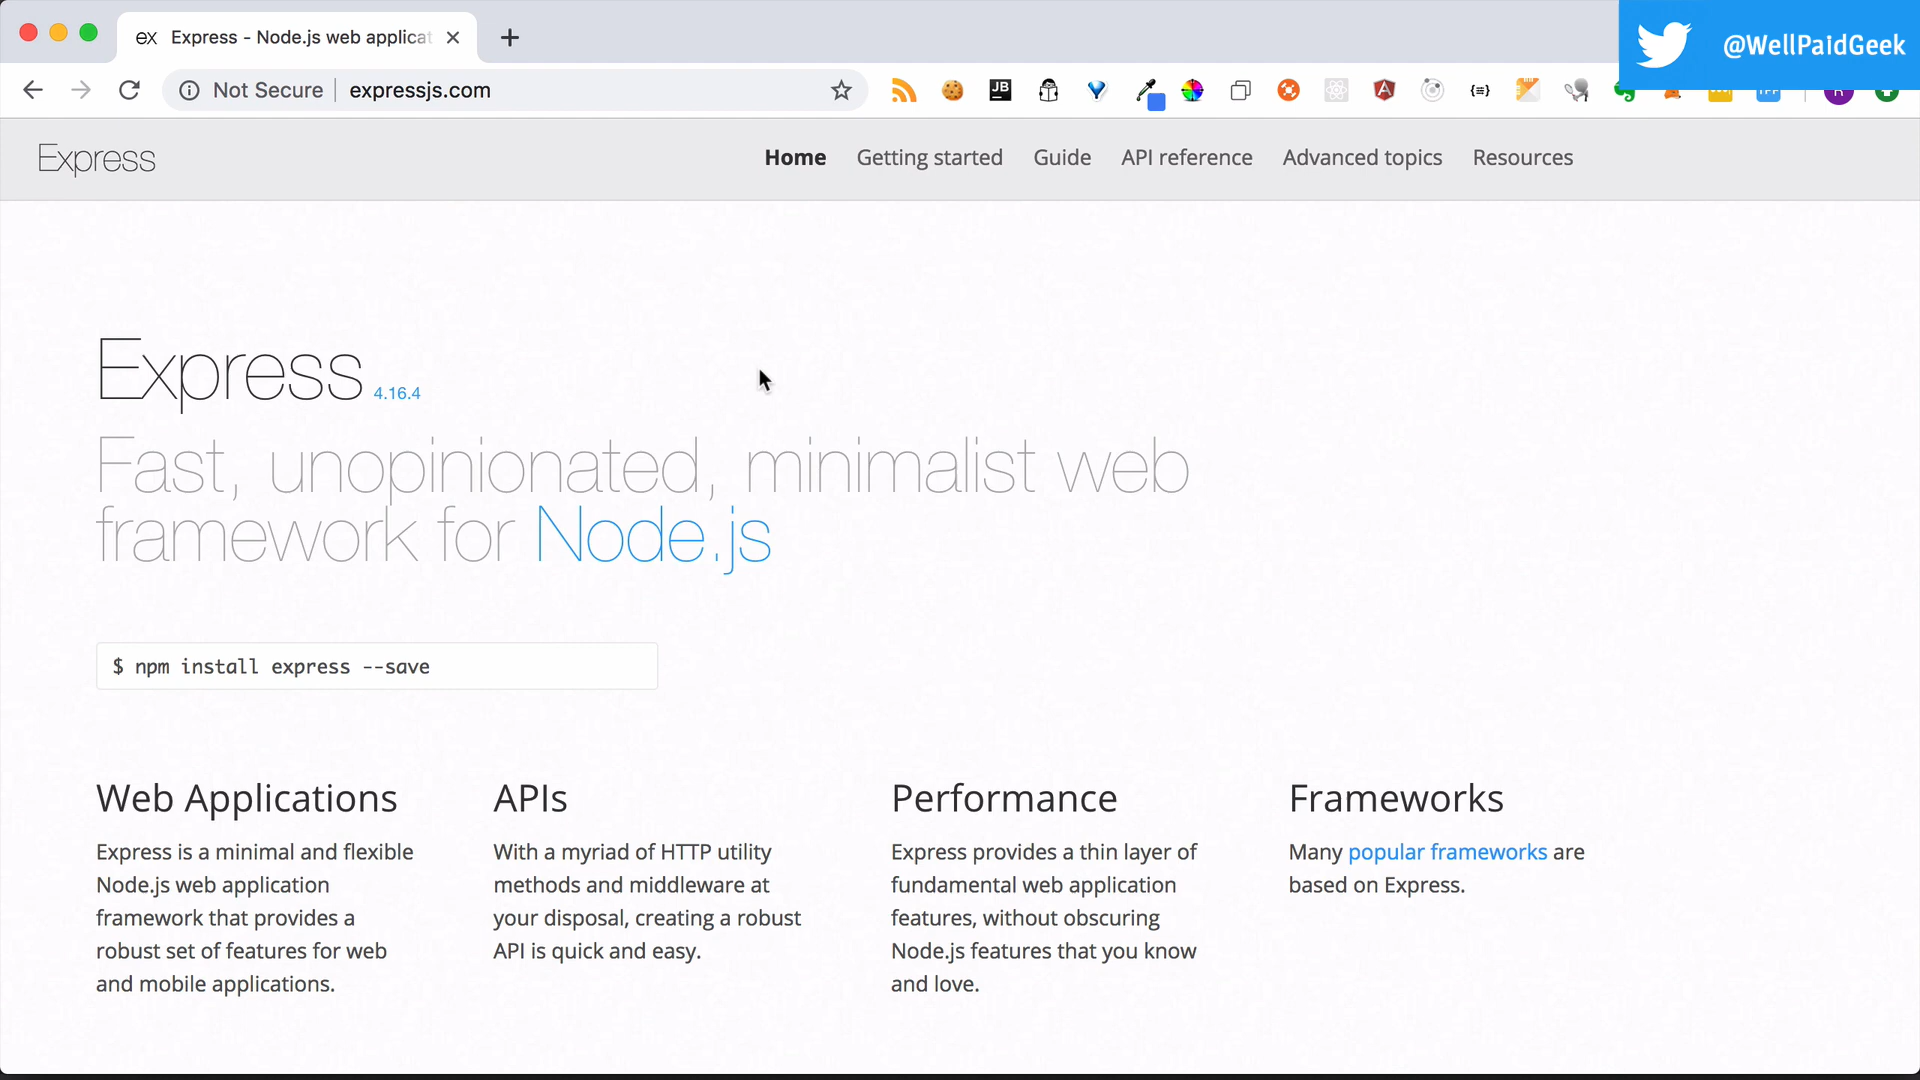 ex Express - Node.js web applicat
@WellPaidGeek
Not Secure expressjs.com
JB
Express
Home Getting started Guide API reference Advanced topics Resources
Express 4.16.4
Fast, unopinionated, minimalist web
framework for Node.js
$ npm install express --save
Web Applications
Express is a minimal and flexible
Node.js web application
framework that provides a
robust set of features for web
and mobile applications.
APIs
With a myriad of HTTP utility
methods and middleware at
your disposal, creating a robust
API is quick and easy.
Performance
Express provides a thin layer of
fundamental web application
features, without obscuring
Node.js features that you know
and love.
Frameworks
Many popular frameworks are
based on Express.